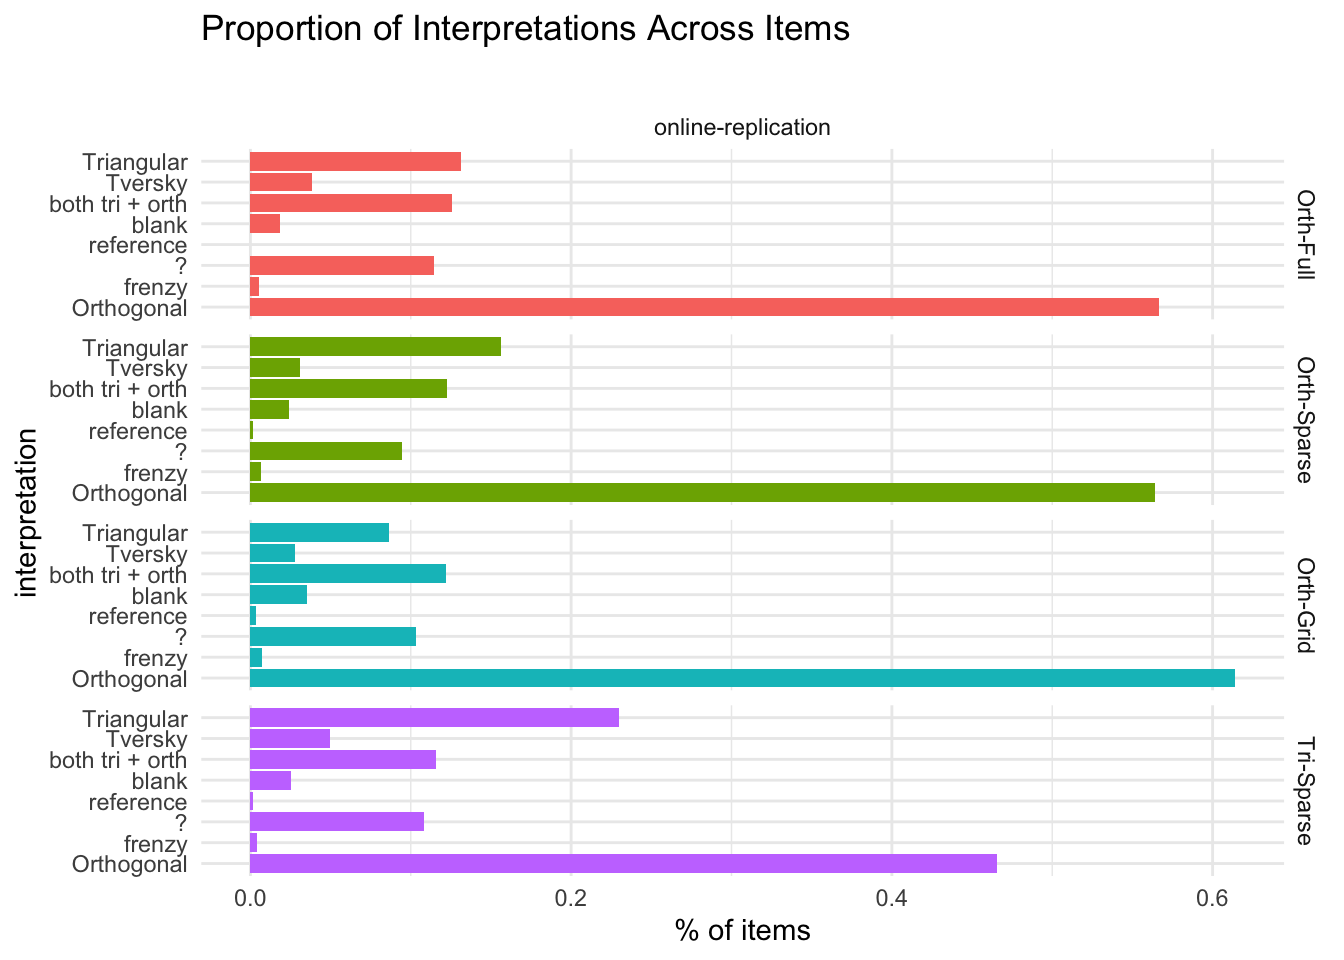 Proportion of Interpretations Across Items
online-replication
Triangular
Tversky
both tri + orth
blank
reference
?
frenzy
Orthogonal
Orth-Full
Triangular
Tversky
both tri + orth
blank
reference
?
frenzy
Orthogonal
Orth-Sparse
Triangular
Tversky
both tri + orth
blank
reference
?
frenzy
Orthogonal
Orth-Grid
Triangular
Tversky
both tri + orth
blank
reference
?
frenzy
Orthogonal
Tri-Sparse
interpretation
0.0 0.2 0.4 0.6
% of items